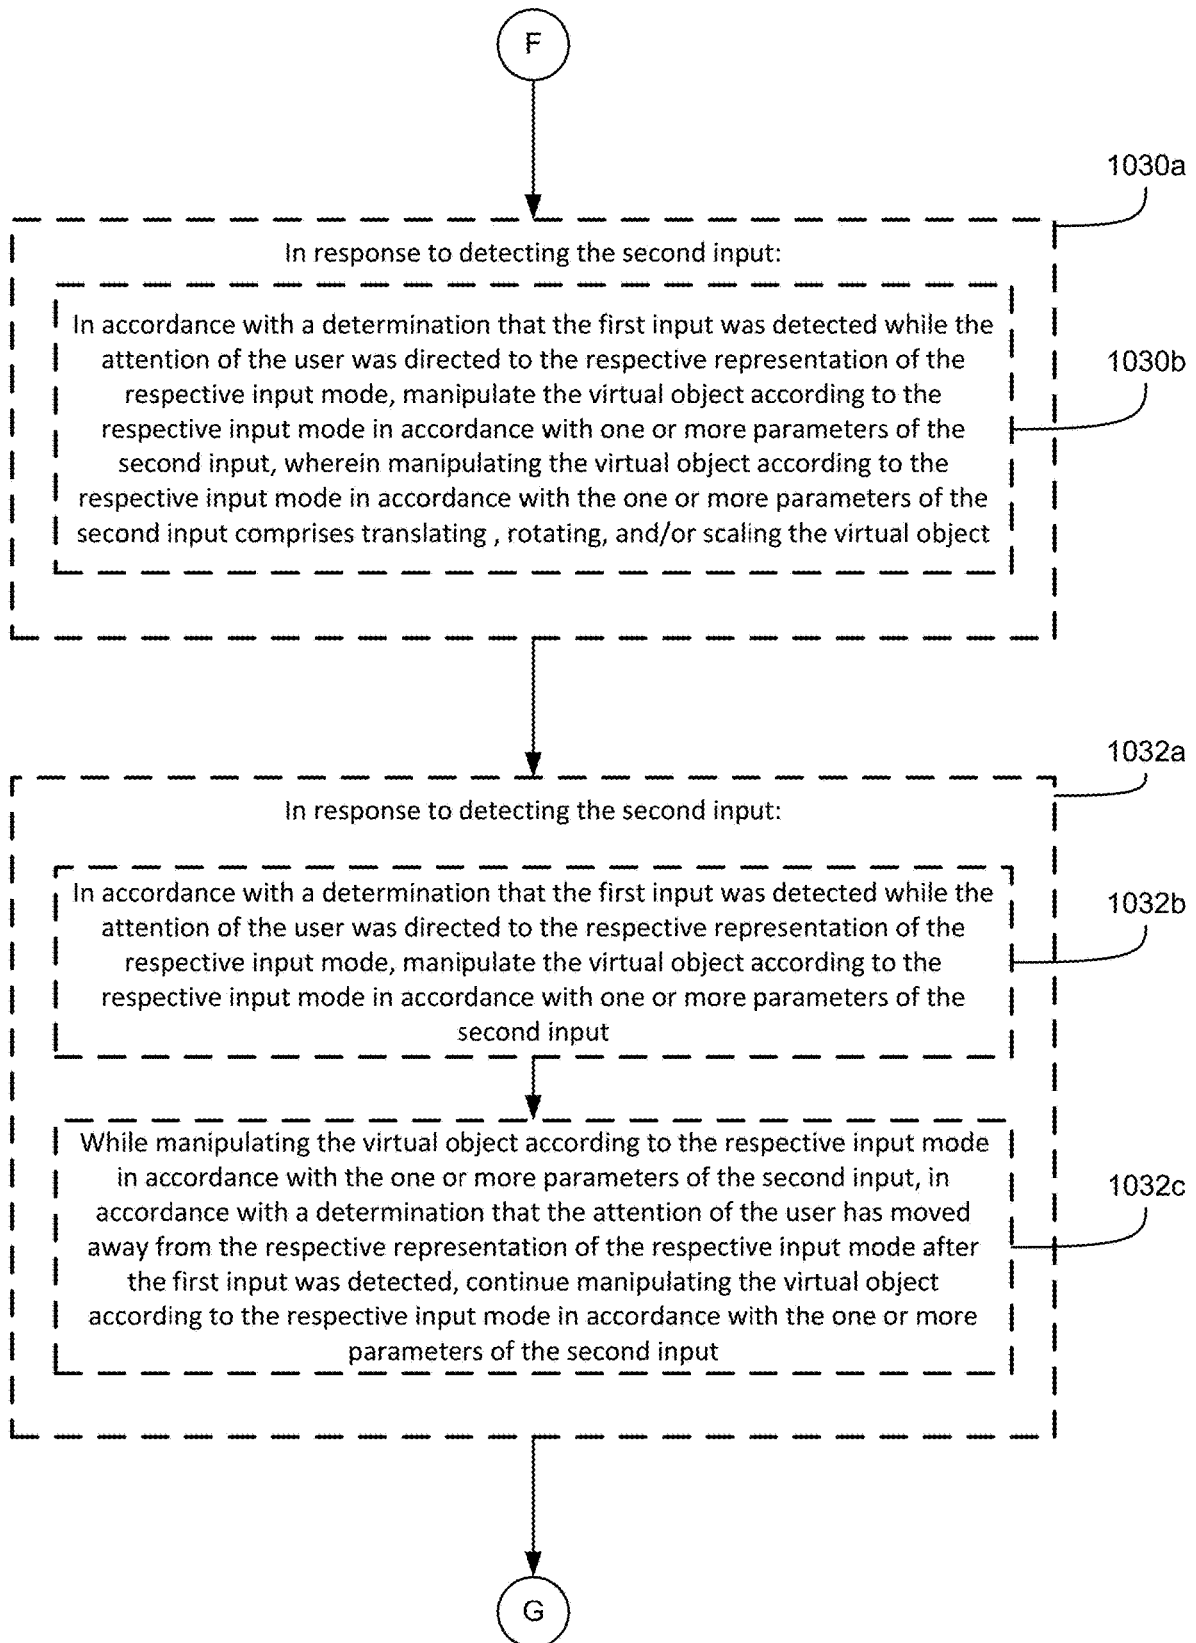 F
1030a
In response to detecting the second input:
In accordance with a determination that the first input was detected while the
attention of the user was directed to the respective representation of the
respective input mode, manipulate the virtual object according to the
respective input mode in accordance with one or more parameters of the
second input, wherein manipulating the virtual object according to the
respective input mode in accordance with the one or more parameters of the
second input comprises translating , rotating, and/or scaling the virtual object
1030b
1032a
In response to detecting the second input:
In accordance with a determination that the first input was detected while the
attention of the user was directed to the respective representation of the
respective input mode, manipulate the virtual object according to the
respective input mode in accordance with one or more parameters of the
second input
1032b
While manipulating the virtual object according to the respective input mode
in accordance with the one or more parameters of the second input, in
accordance with a determination that the attention of the user has moved
away from the respective representation of the respective input mode after
the first input was detected, continue manipulating the virtual object
according to the respective input mode in accordance with the one or more
parameters of the second input
1032c
G